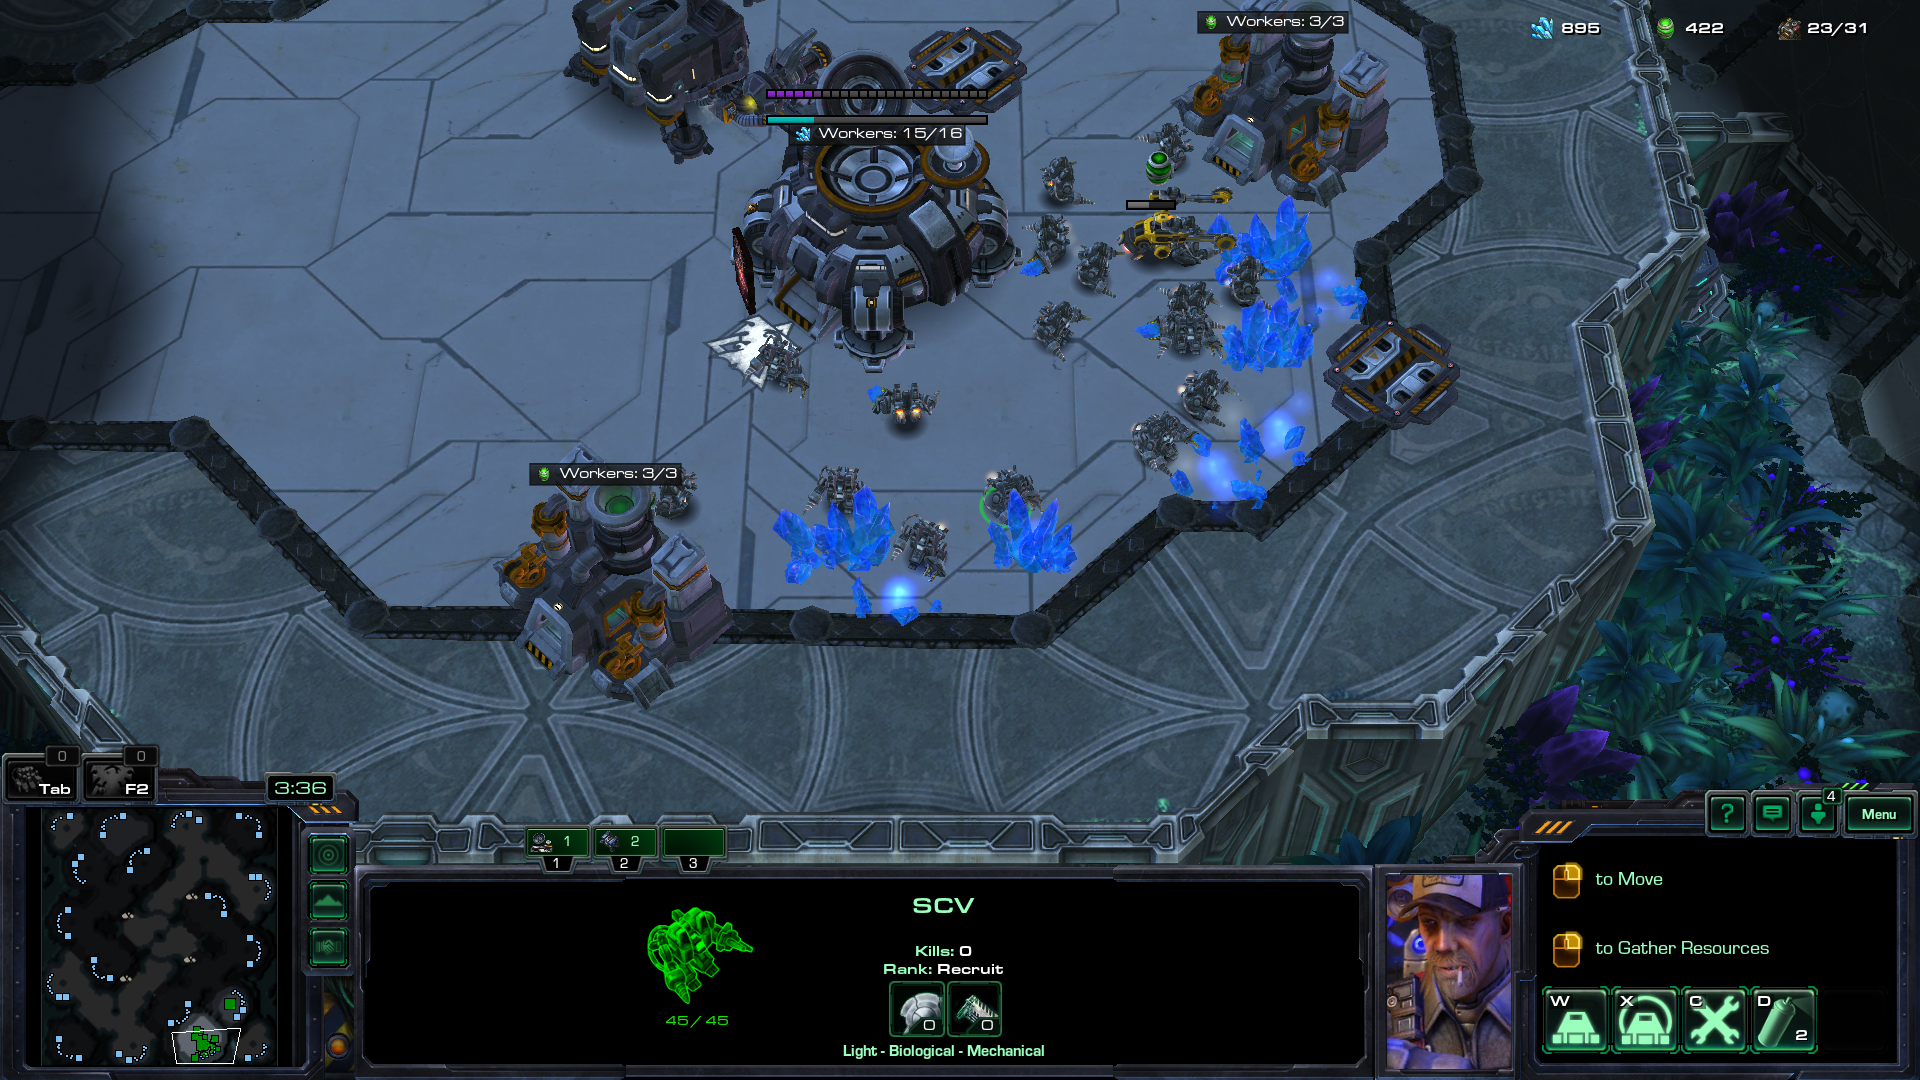 Workers: 3/3
895
422
23/31
Workers: 15/16
Workers: 3/3
0
0
Tab
F2
3:36
4
Menu
1
2
1
2
3
SCV
Kills: 0
Rank: Recruit
0
0
45/45
Light - Biological - Mechanical
?
to Move
to Gather Resources
W
X
C
D
2